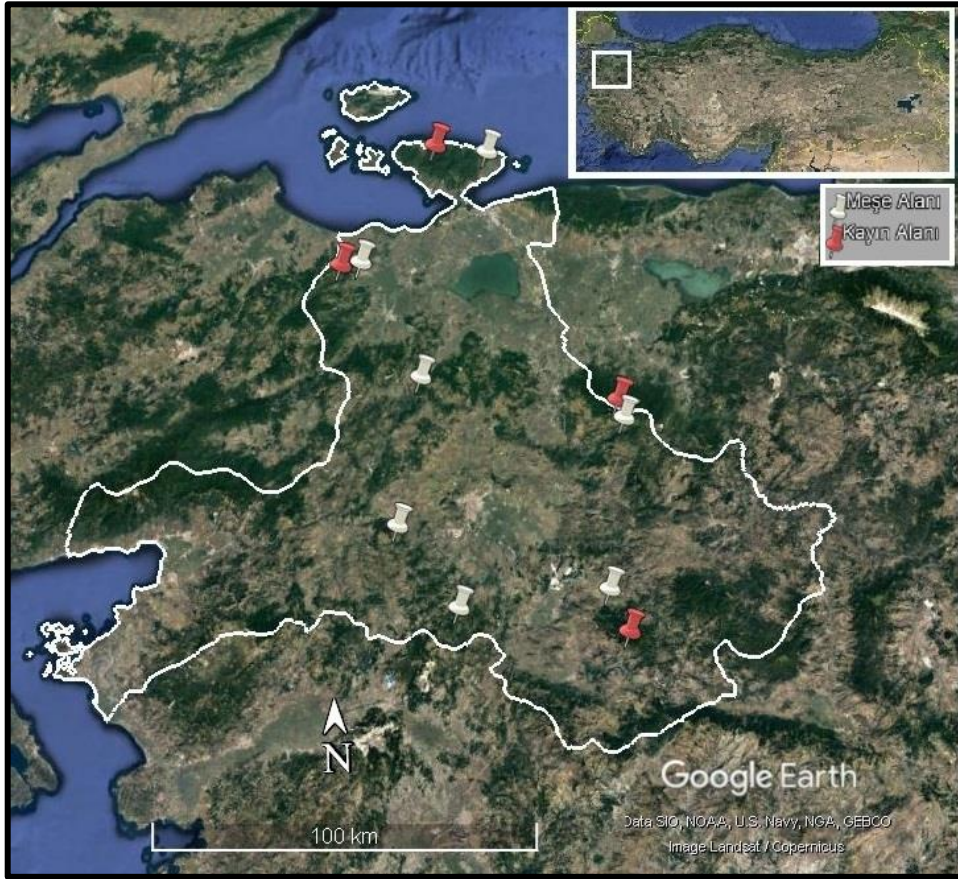 Meşe Alanı
Kayın Alanı
N
Google Earth
Data SIO, NOAA, U.S. Navy, NGA, GEBCO
100 km
Image Landsat / Copernicus